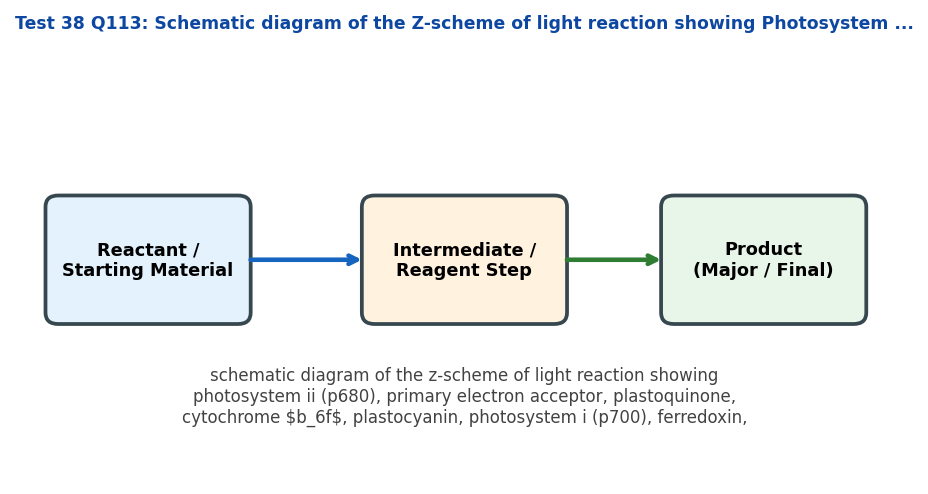 Test 38 Q113: Schematic diagram of the Z-scheme of light reaction showing Photosystem ...
Reactant /
Starting Material
Intermediate /
Reagent Step
Product
(Major / Final)
schematic diagram of the z-scheme of light reaction showing
photosystem ii (p680), primary electron acceptor, plastoquinone,
cytochrome $b_6f$, plastocyanin, photosystem i (p700), ferredoxin,